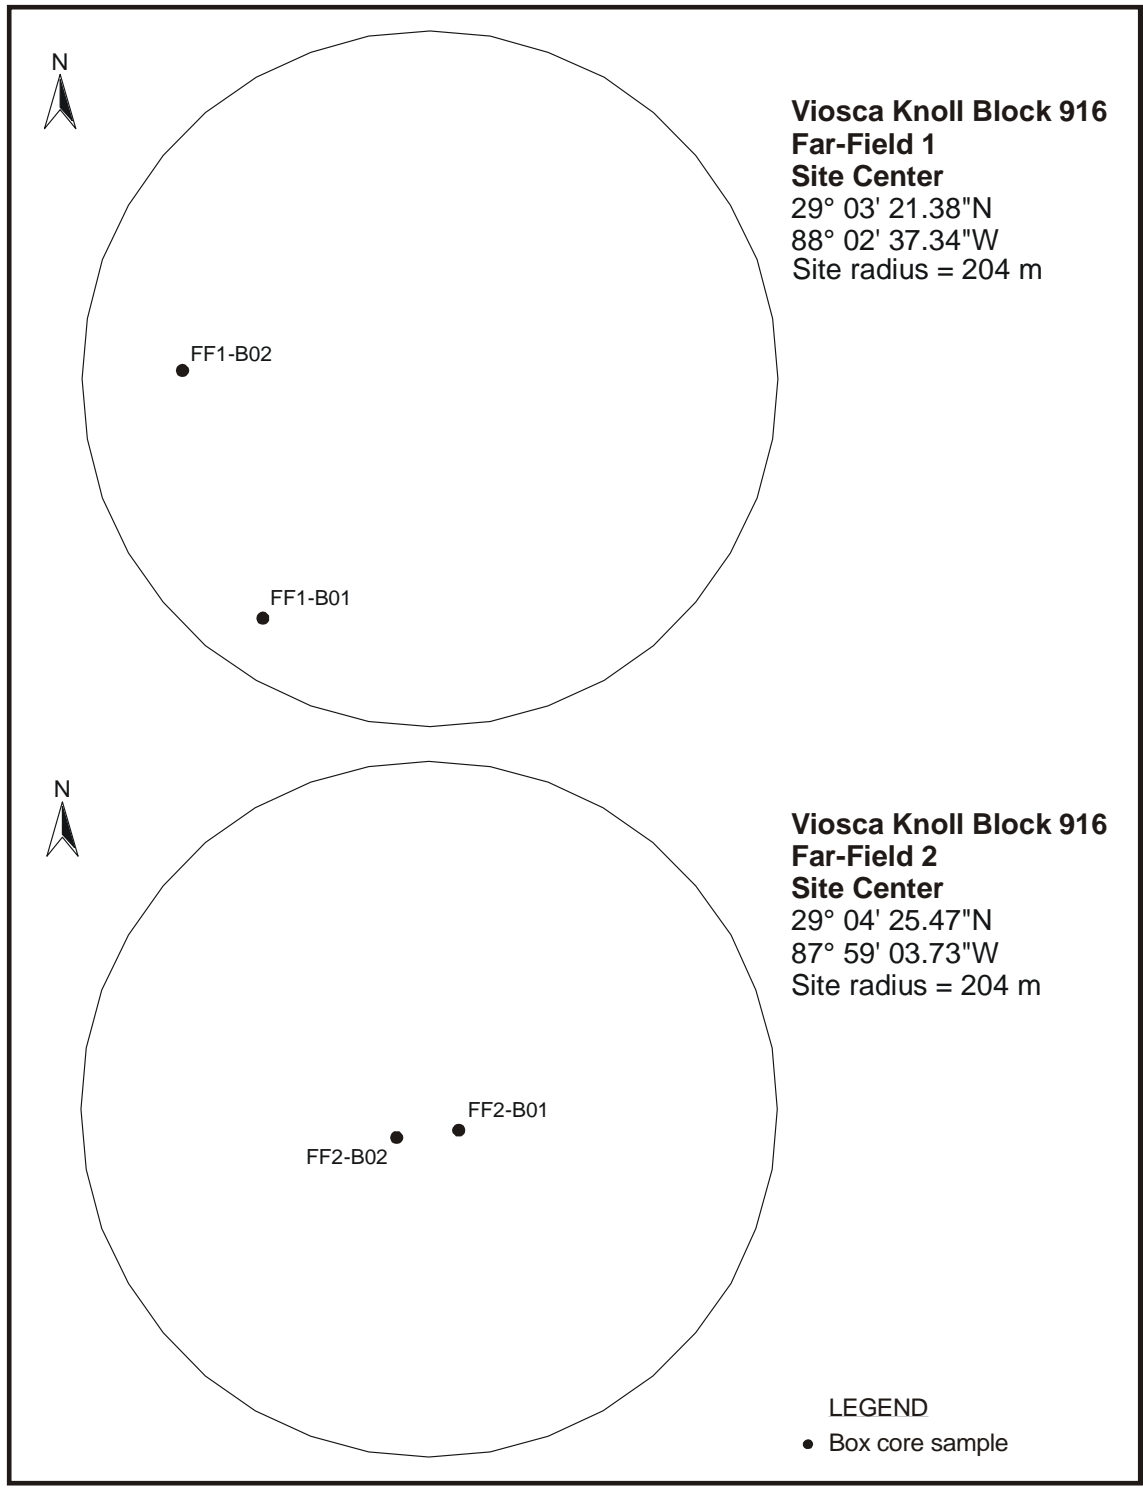 N
Viosca Knoll Block 916
Far-Field 1
Site Center
29° 03' 21.38"N
88° 02' 37.34"W
Site radius = 204 m
FF1-B02
FF1-B01
N
Viosca Knoll Block 916
Far-Field 2
Site Center
29° 04' 25.47"N
87° 59' 03.73"W
Site radius = 204 m
FF2-B01
FF2-B02
LEGEND
Box core sample